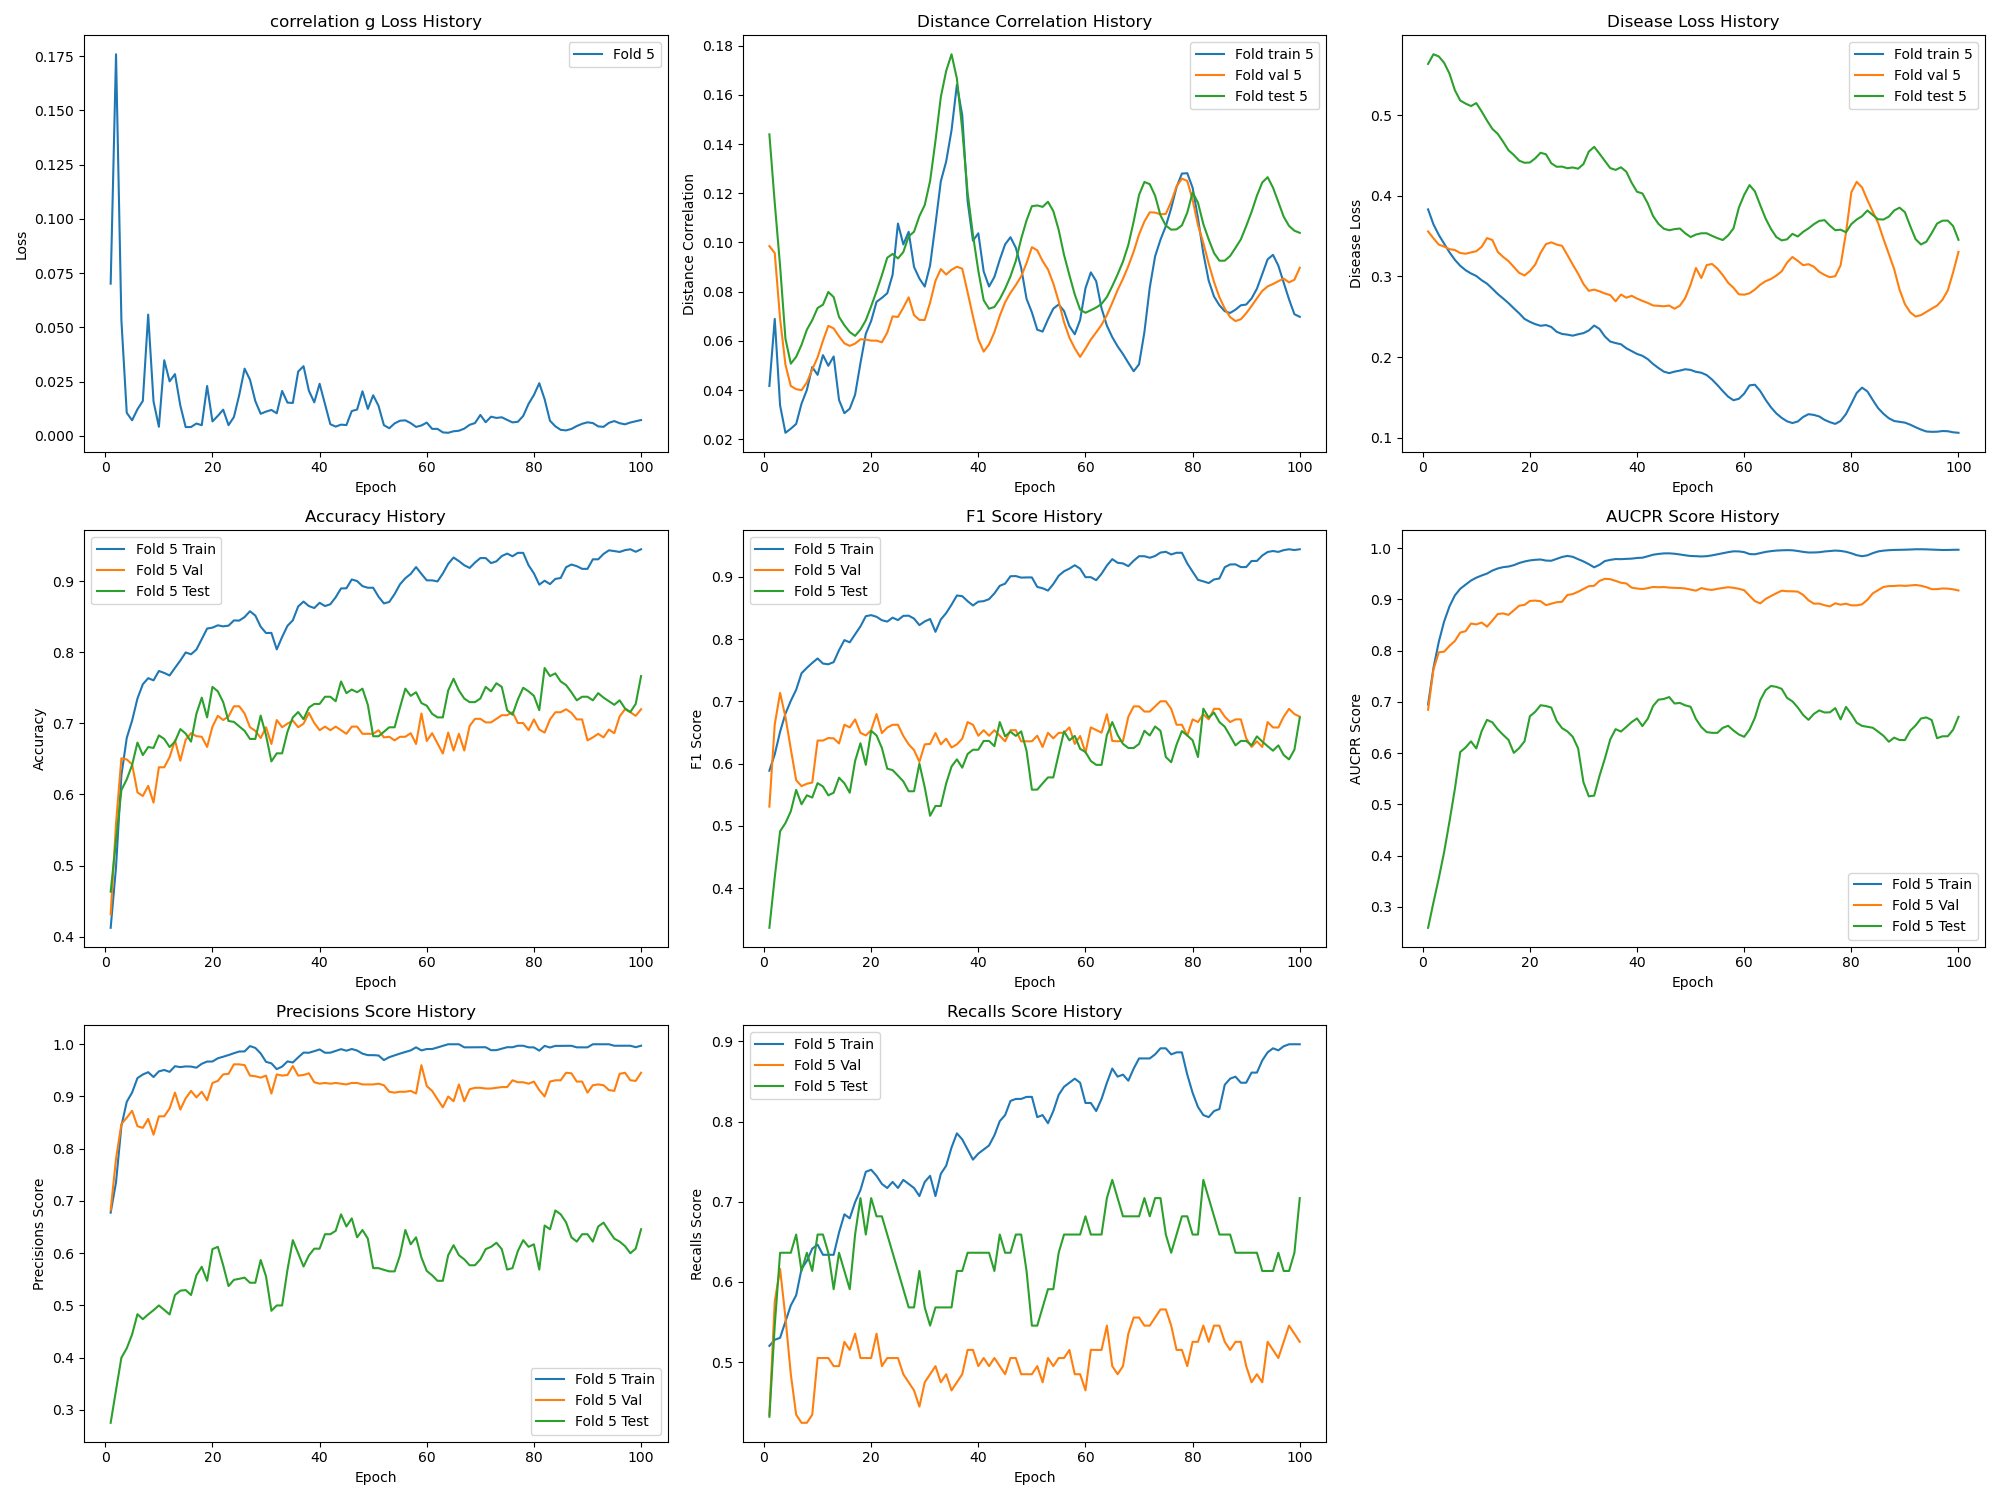 correlation g Loss History
Loss
0.175
0.150
0.125
0.100
0.075
0.050
0.025
0.000
0 20 40 60 80 100
Epoch
Fold 5
Distance Correlation History
Distance Correlation
0.18
0.16
0.14
0.12
0.10
0.08
0.06
0.04
0.02
0 20 40 60 80 100
Epoch
Fold train 5
Fold val 5
Fold test 5
Disease Loss History
Disease Loss
0.5
0.4
0.3
0.2
0.1
0 20 40 60 80 100
Epoch
Fold train 5
Fold val 5
Fold test 5
Accuracy History
Accuracy
0.9
0.8
0.7
0.6
0.5
0.4
0 20 40 60 80 100
Epoch
Fold 5 Train
Fold 5 Val
Fold 5 Test
F1 Score History
F1 Score
0.9
0.8
0.7
0.6
0.5
0.4
0 20 40 60 80 100
Epoch
Fold 5 Train
Fold 5 Val
Fold 5 Test
AUCPR Score History
AUCPR Score
1.0
0.9
0.8
0.7
0.6
0.5
0.4
0.3
0 20 40 60 80 100
Epoch
Fold 5 Train
Fold 5 Val
Fold 5 Test
Precisions Score History
Precisions Score
1.0
0.9
0.8
0.7
0.6
0.5
0.4
0.3
0 20 40 60 80 100
Epoch
Fold 5 Train
Fold 5 Val
Fold 5 Test
Recalls Score History
Recalls Score
0.9
0.8
0.7
0.6
0.5
0 20 40 60 80 100
Epoch
Fold 5 Train
Fold 5 Val
Fold 5 Test